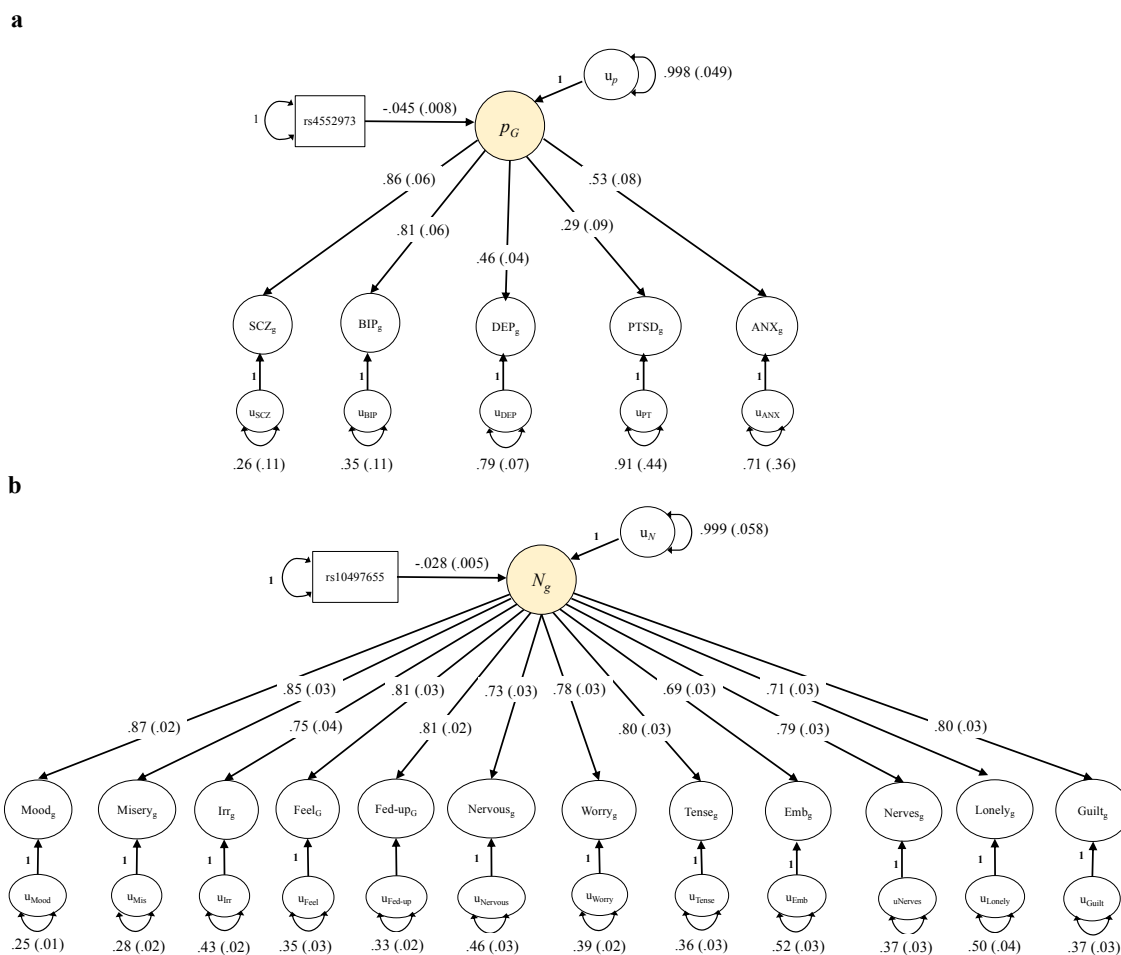 a
u_p
.998 (.049)
1
1
rs4552973
-.045 (.008)
p_G
.86 (.06)
.53 (.08)
.81 (.06)
.29 (.09)
.46 (.04)
SCZ_g
BIP_g
DEP_g
PTSD_g
ANX_g
1 1 1 1 1
u_SCZ
u_BIP
u_DEP
u_PT
u_ANX
.26 (.11)
.35 (.11)
.79 (.07)
.91 (.44)
.71 (.36)
b
u_N
.999 (.058)
1
1
rs10497655
-.028 (.005)
N_g
.85 (.03)
.81 (.03)
.73 (.03)
.78 (.03)
.69 (.03)
.71 (.03)
.87 (.02)
.75 (.04)
.81 (.02)
.80 (.03)
.79 (.03)
.80 (.03)
Mood_g
Misery_g
Irr_g
Feel_G
Fed-up_G
Nervous_g
Worry_g
Tense_g
Emb_g
Nerves_g
Lonely_g
Guilt_g
1 1 1 1 1 1 1 1 1 1 1
u_Mood
u_Mis
u_Irr
u_Feel
u_Fed-up
u_Nervous
u_Worry
u_Tense
u_Emb
uNerves
u_Lonely
u_Guilt
.25 (.01)
.28 (.02)
.43 (.02)
.35 (.03)
.33 (.02)
.46 (.03)
.39 (.02)
.36 (.03)
.52 (.03)
.37 (.03)
.50 (.04)
.37 (.03)